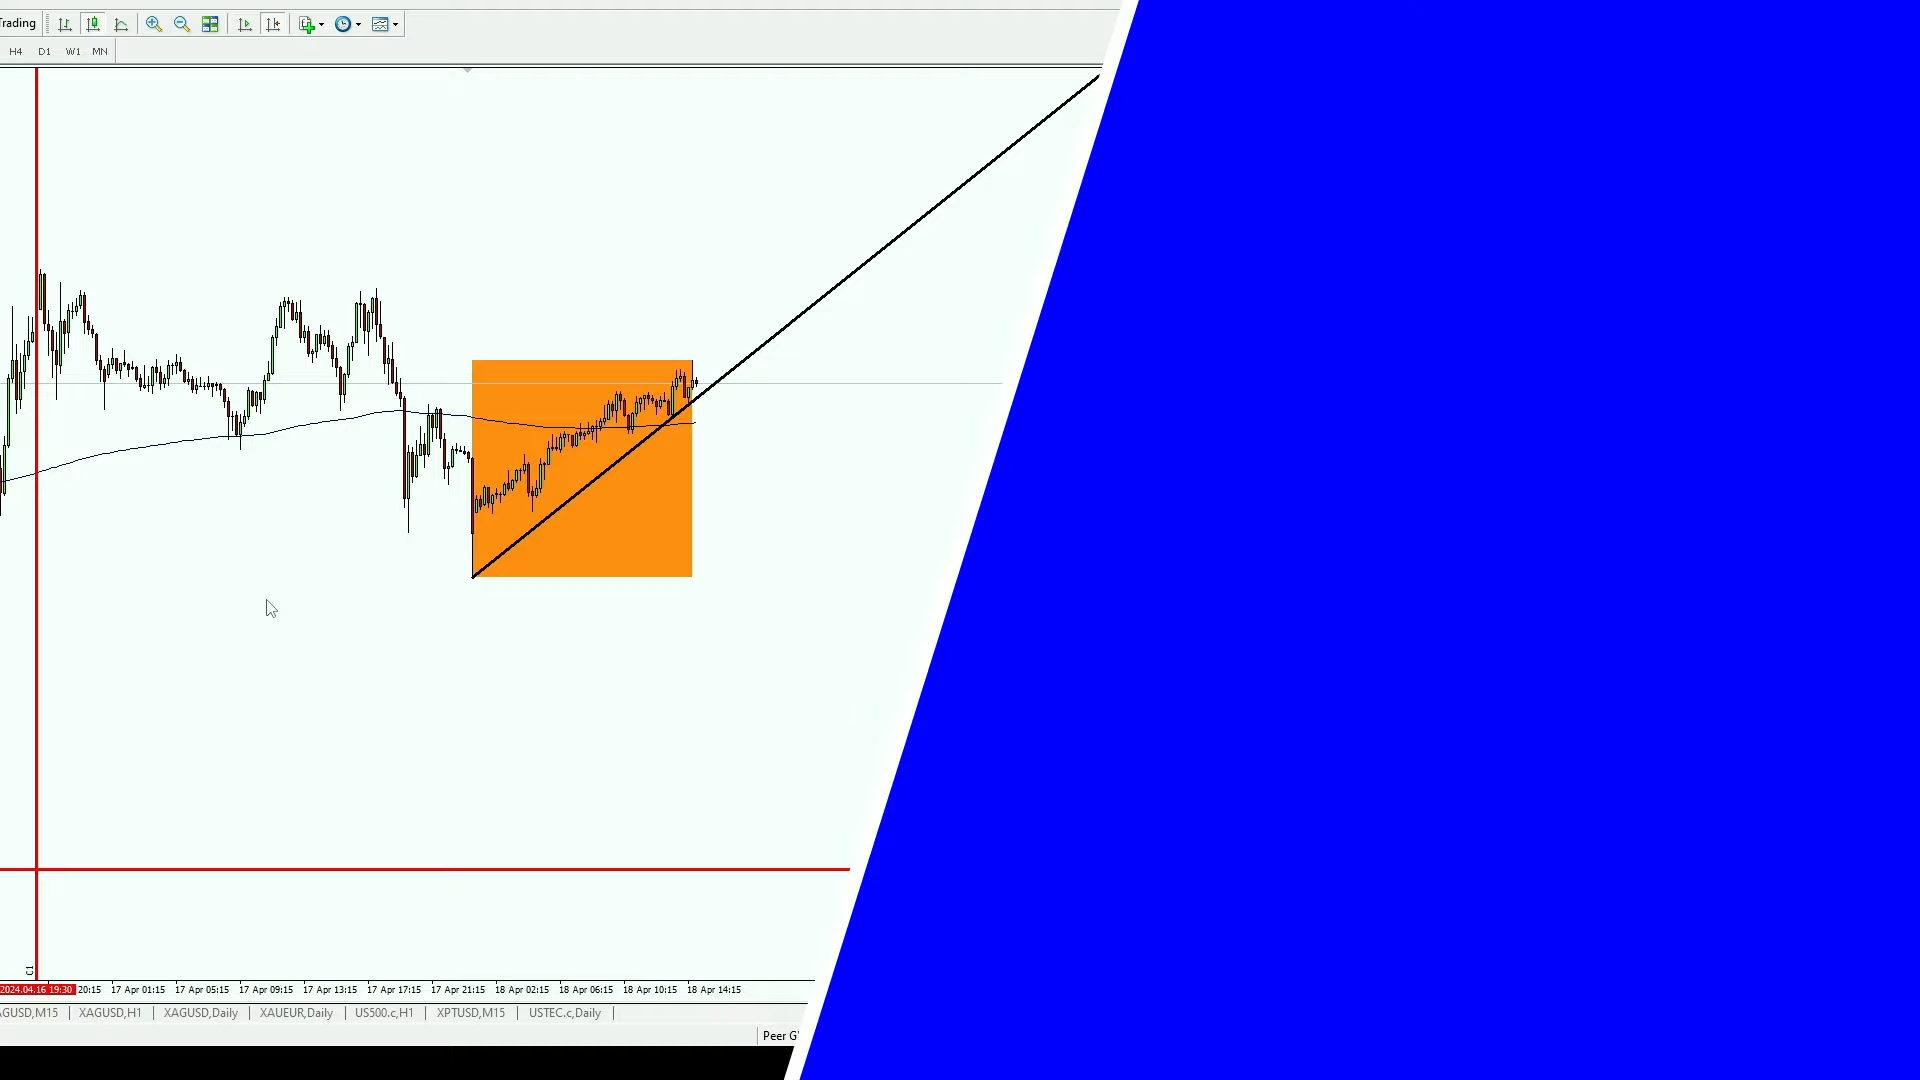 Trading
H4 D1 W1 MN
C1
2024.04.16 19:30 20:15 17 Apr 01:15 17 Apr 05:15 17 Apr 09:15 17 Apr 13:15 17 Apr 17:15 17 Apr 21:15 18 Apr 02:15 18 Apr 06:15 18 Apr 10:15 18 Apr 14:15
AGUSD,M15 | XAGUSD,H1 | XAGUSD,Daily | XAUEUR,Daily | US500.c,H1 | XPTUSD,M15 | USTEC.c,Daily |
Peer G